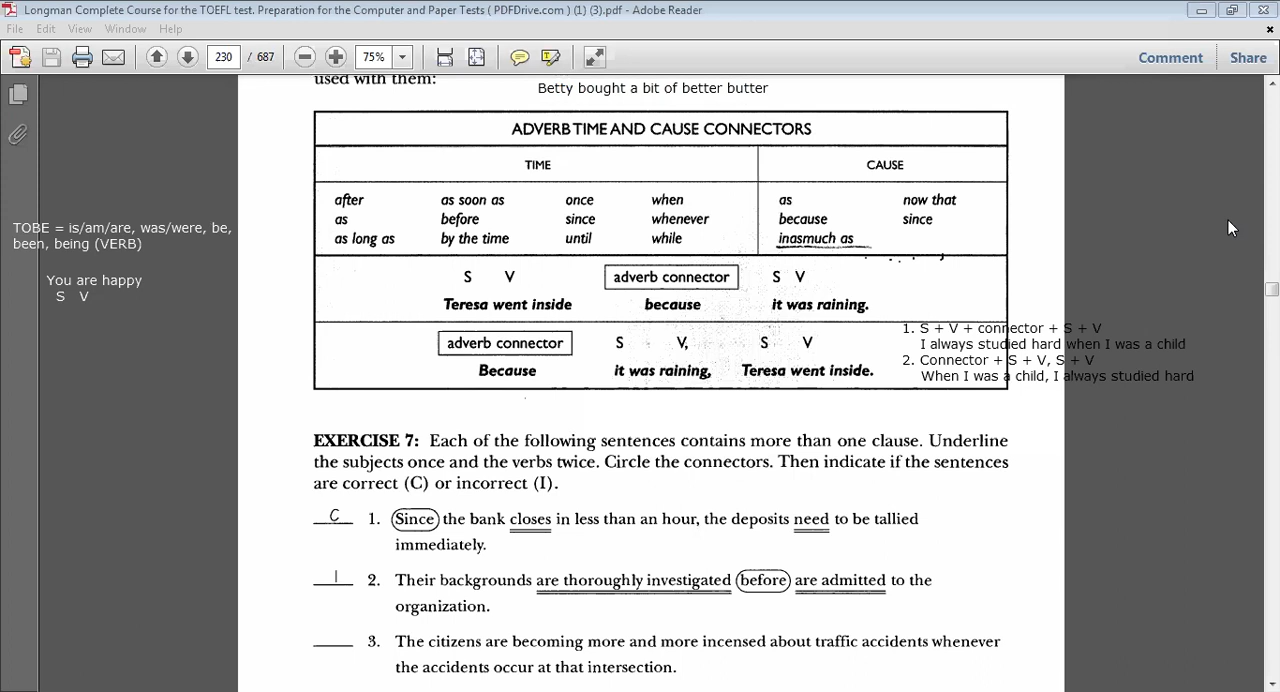 Longman Complete Course for the TOEFL test. Preparation for the Computer and Paper Tests ( PDFDrive.com ) (1) (3).pdf - Adobe Reader
File Edit View Window Help
230 / 687 75% Comment Share
used with them:
Betty bought a bit of better butter
ADVERB TIME AND CAUSE CONNECTORS
TIME CAUSE
after as soon as once when as now that
as before since whenever because since
as long as by the time until while inasmuch as
TOBE = is/am/are, was/were, be,
been, being (VERB)
You are happy
S V
S V adverb connector S V
Teresa went inside because it was raining.
adverb connector S V, S V
Because it was raining, Teresa went inside.
1. S + V + connector + S + V
I always studied hard when I was a child
2. Connector + S + V, S + V
When I was a child, I always studied hard
EXERCISE 7: Each of the following sentences contains more than one clause. Underline
the subjects once and the verbs twice. Circle the connectors. Then indicate if the sentences
are correct (C) or incorrect (I).
C 1. Since the bank closes in less than an hour, the deposits need to be tallied
immediately.
I 2. Their backgrounds are thoroughly investigated before are admitted to the
organization.
3. The citizens are becoming more and more incensed about traffic accidents whenever
the accidents occur at that intersection.